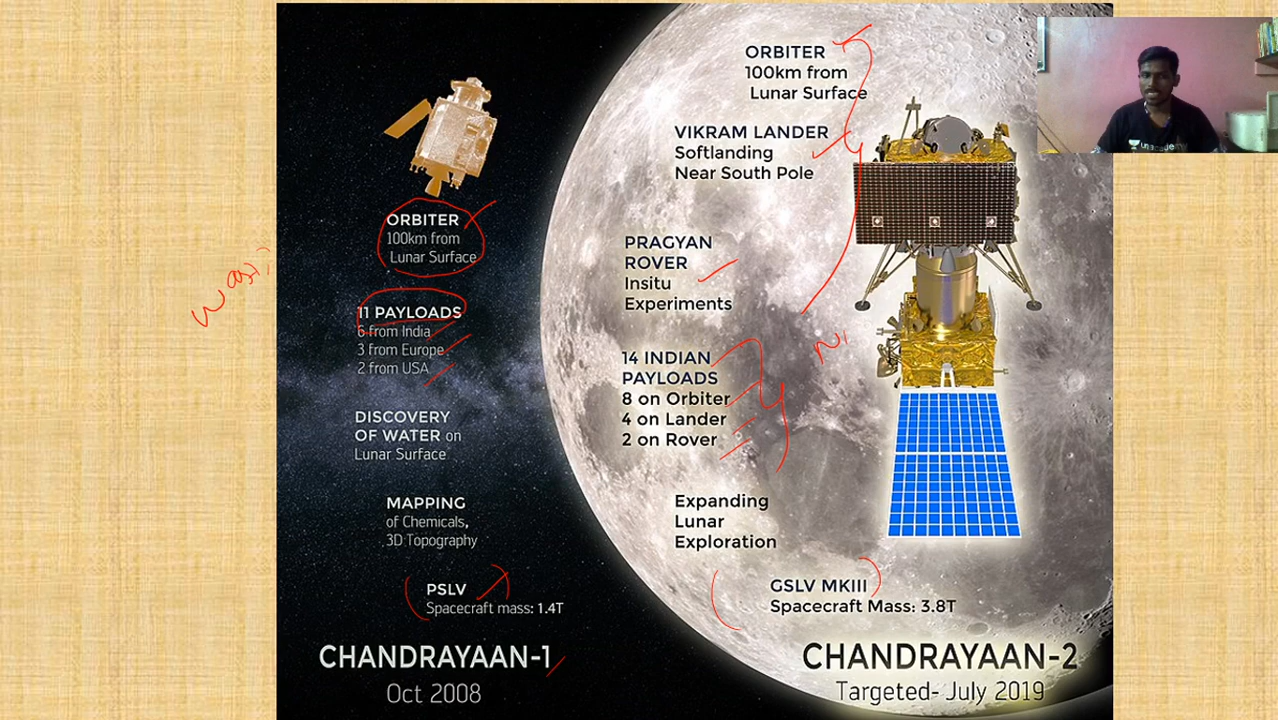 ORBITER
100km from
Lunar Surface
11 PAYLOADS
6 from India
3 from Europe
2 from USA
DISCOVERY
OF WATER on
Lunar Surface
MAPPING
of Chemicals,
3D Topography
PSLV
Spacecraft mass: 1.4T
CHANDRAYAAN-1
Oct 2008
ORBITER
100km from
Lunar Surface
VIKRAM LANDER
Softlanding
Near South Pole
PRAGYAN
ROVER
Insitu
Experiments
14 INDIAN
PAYLOADS
8 on Orbiter
4 on Lander
2 on Rover
Expanding
Lunar
Exploration
GSLV MKIII
Spacecraft Mass: 3.8T
CHANDRAYAAN-2
Targeted- July 2019
unacademy